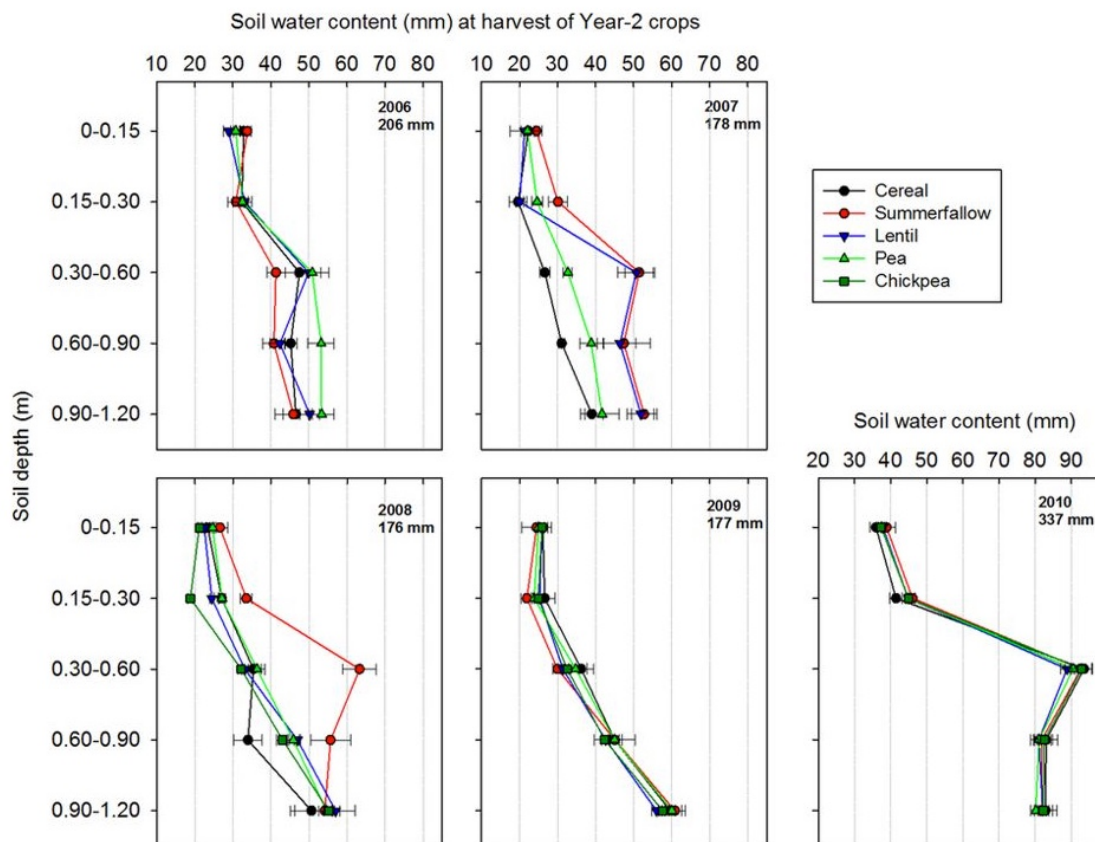 Soil water content (mm) at harvest of Year-2 crops
10 20 30 40 50 60 70 80
10 20 30 40 50 60 70 80
Soil depth (m)
0-0.15
0.15-0.30
0.30-0.60
0.60-0.90
0.90-1.20
2006
206 mm
2007
178 mm
Cereal
Summerfallow
Lentil
Pea
Chickpea
Soil water content (mm)
20 30 40 50 60 70 80 90
0-0.15
0.15-0.30
0.30-0.60
0.60-0.90
0.90-1.20
2008
176 mm
2009
177 mm
2010
337 mm